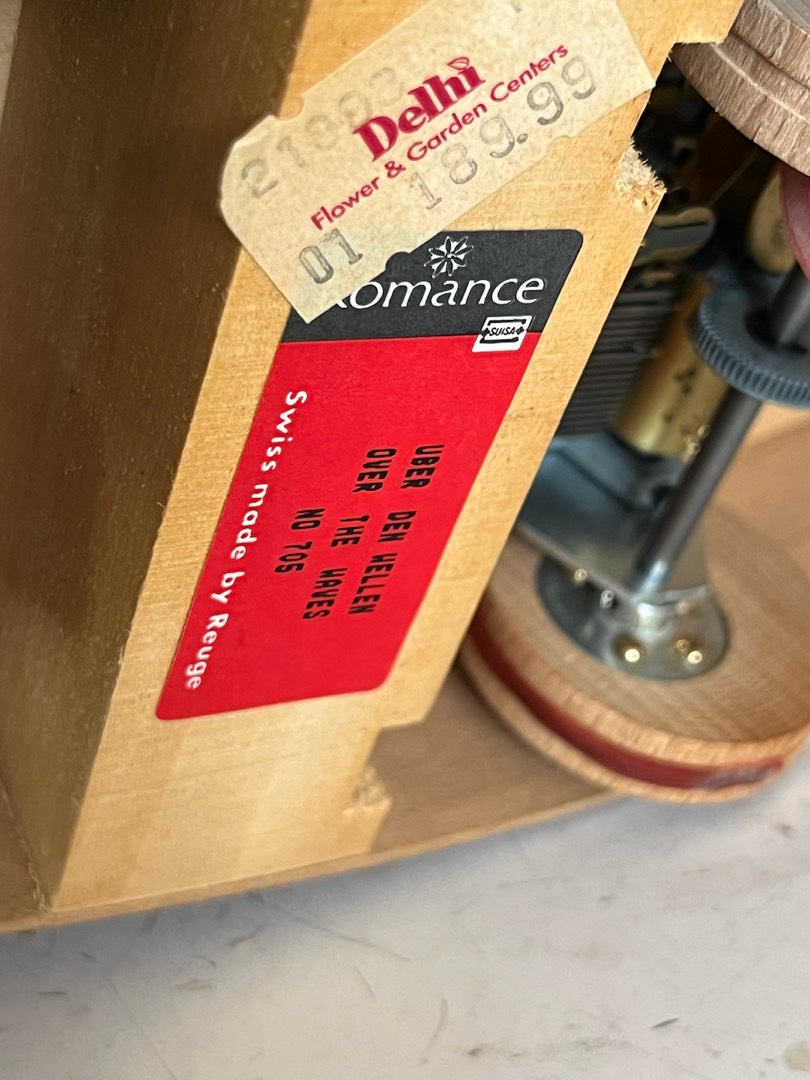 Delhi
Flower & Garden Centers
189.99
01
Romance
SUISA
UBER DEN WELLEN
OVER THE WAVES
NO 705
Swiss made by Reuge